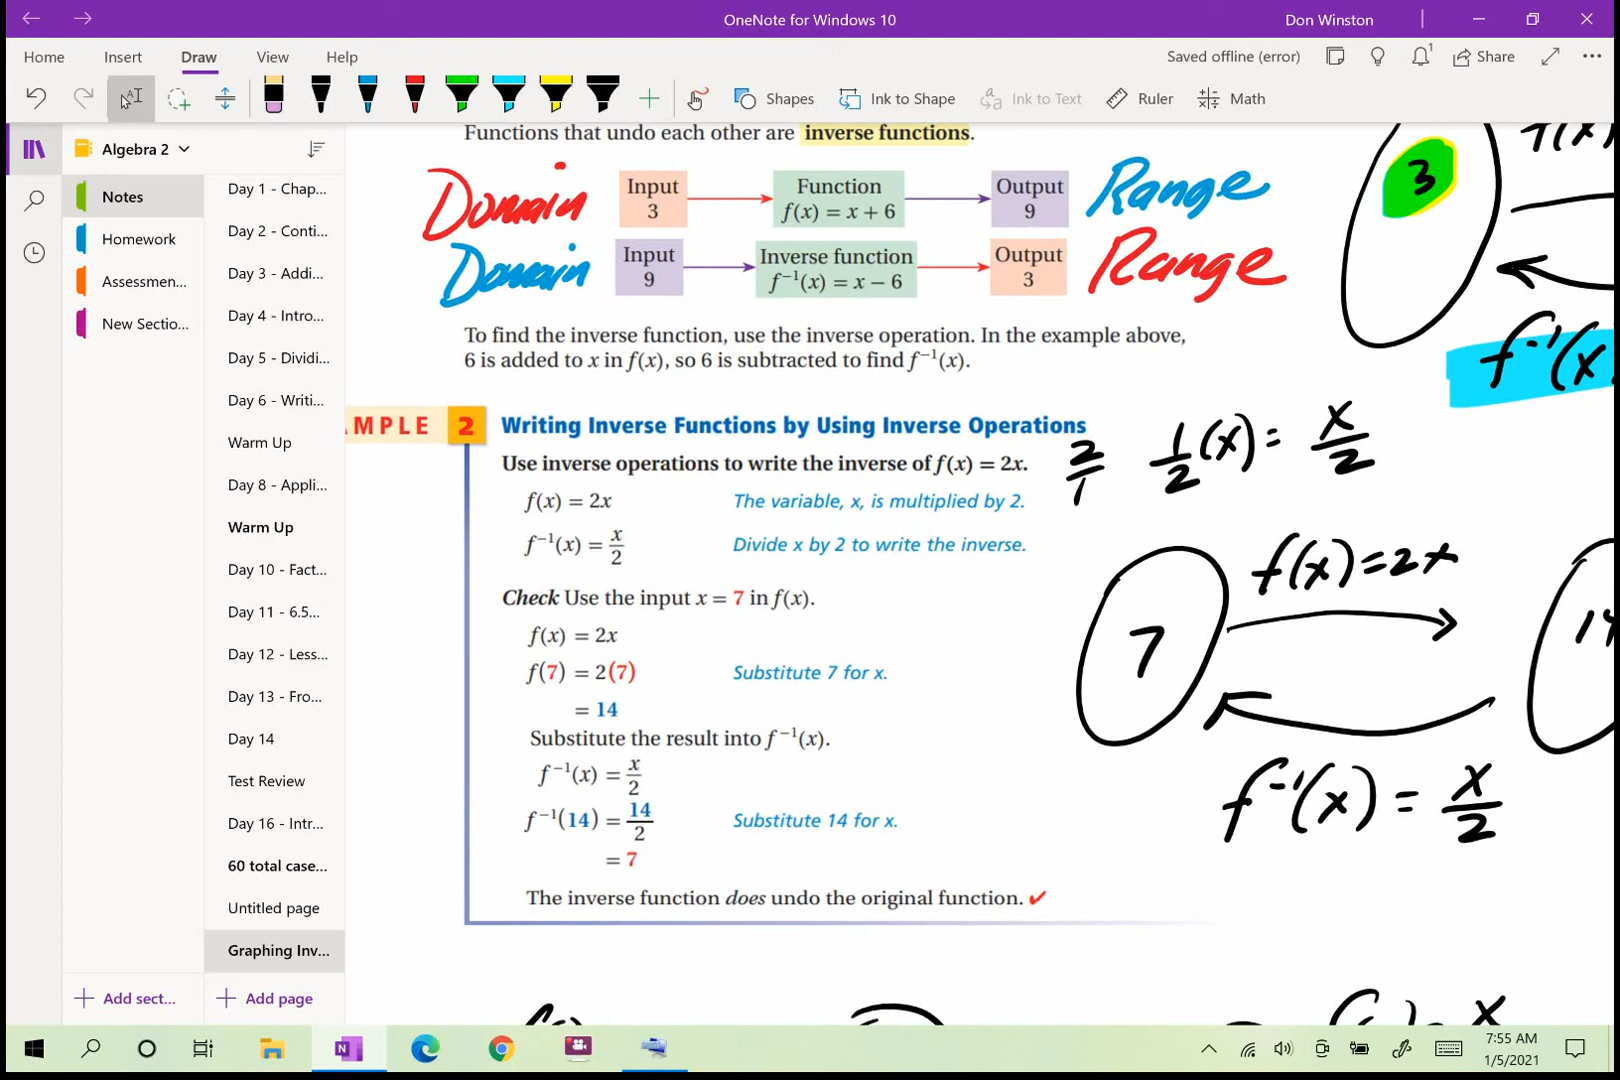 OneNote for Windows 10
Don Winston
Home Insert Draw View Help
Saved offline (error)
1
Share
Shapes
Ink to Shape
Ink to Text
Ruler
Math
Algebra 2
Notes
Homework
Assessmen...
New Sectio...
Add sect...
Day 1 - Chap...
Day 2 - Conti...
Day 3 - Addi...
Day 4 - Intro...
Day 5 - Dividi...
Day 6 - Writi...
Warm Up
Day 8 - Appli...
Warm Up
Day 10 - Fact...
Day 11 - 6.5...
Day 12 - Less...
Day 13 - Fro...
Day 14
Test Review
Day 16 - Intr...
60 total case...
Untitled page
Graphing Inv...
Add page
Functions that undo each other are inverse functions.
Domain
Input
3
Function
f(x) = x + 6
Output
9
Range
Domain
Input
9
Inverse function
f⁻¹(x) = x − 6
Output
3
Range
3
f(x)
f⁻¹(x
To find the inverse function, use the inverse operation. In the example above,
6 is added to x in f(x), so 6 is subtracted to find f⁻¹(x).
MPLE 2 Writing Inverse Functions by Using Inverse Operations
Use inverse operations to write the inverse of f(x) = 2x.
f(x) = 2x The variable, x, is multiplied by 2.
f⁻¹(x) = x/2 Divide x by 2 to write the inverse.
Check Use the input x = 7 in f(x).
f(x) = 2x
f(7) = 2(7) Substitute 7 for x.
= 14
Substitute the result into f⁻¹(x).
f⁻¹(x) = x/2
f⁻¹(14) = 14/2 Substitute 14 for x.
= 7
The inverse function does undo the original function. ✔
2/1 1/2(x) = x/2
f(x)=2x
7
14
f⁻¹(x) = x/2
7:55 AM
1/5/2021